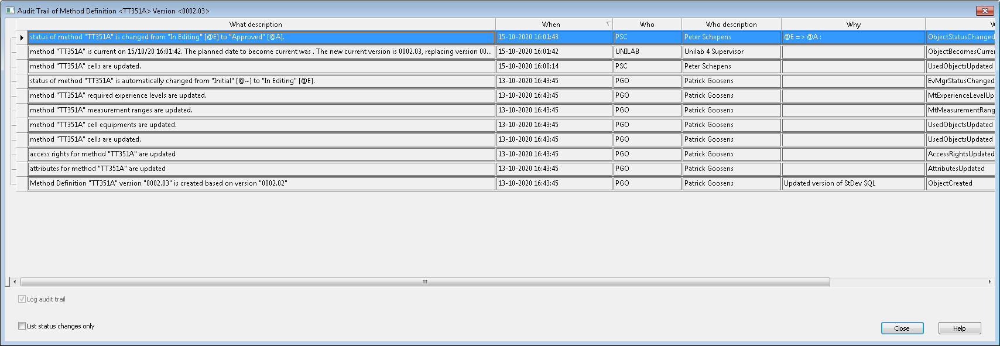 Audit Trail of Method Definition <TT351A> Version <0002.03>
What description When Who Who description Why
status of method "TT351A" is changed from "In Editing" [@E] to "Approved" [@A]. 15-10-2020 16:01:43 PSC Peter Schepens @E => @A : ObjectStatusChanged
method "TT351A" is current on 15/10/20 16:01:42. The planned date to become current was . The new current version is 0002.03, replacing version 00... 15-10-2020 16:01:42 UNILAB Unilab 4 Supervisor ObjectBecomesCurre
method "TT351A" cells are updated. 15-10-2020 16:00:14 PSC Peter Schepens UsedObjectsUpdated
status of method "TT351A" is automatically changed from "Initial" [@~] to "In Editing" [@E]. 13-10-2020 16:43:45 PGO Patrick Goosens EvMgrStatusChanged
method "TT351A" required experience levels are updated. 13-10-2020 16:43:45 PGO Patrick Goosens MtExperienceLevelUp
method "TT351A" measurement ranges are updated. 13-10-2020 16:43:45 PGO Patrick Goosens MtMeasurementRang
method "TT351A" cell equipments are updated. 13-10-2020 16:43:45 PGO Patrick Goosens UsedObjectsUpdated
method "TT351A" cells are updated. 13-10-2020 16:43:45 PGO Patrick Goosens UsedObjectsUpdated
access rights for method "TT351A" are updated 13-10-2020 16:43:45 PGO Patrick Goosens AccessRightsUpdated
attributes for method "TT351A" are updated 13-10-2020 16:43:45 PGO Patrick Goosens AttributesUpdated
Method Definition "TT351A" version "0002.03" is created based on version "0002.02" 13-10-2020 16:43:45 PGO Patrick Goosens Updated version of StDev SQL ObjectCreated
Log audit trail
List status changes only
Close Help